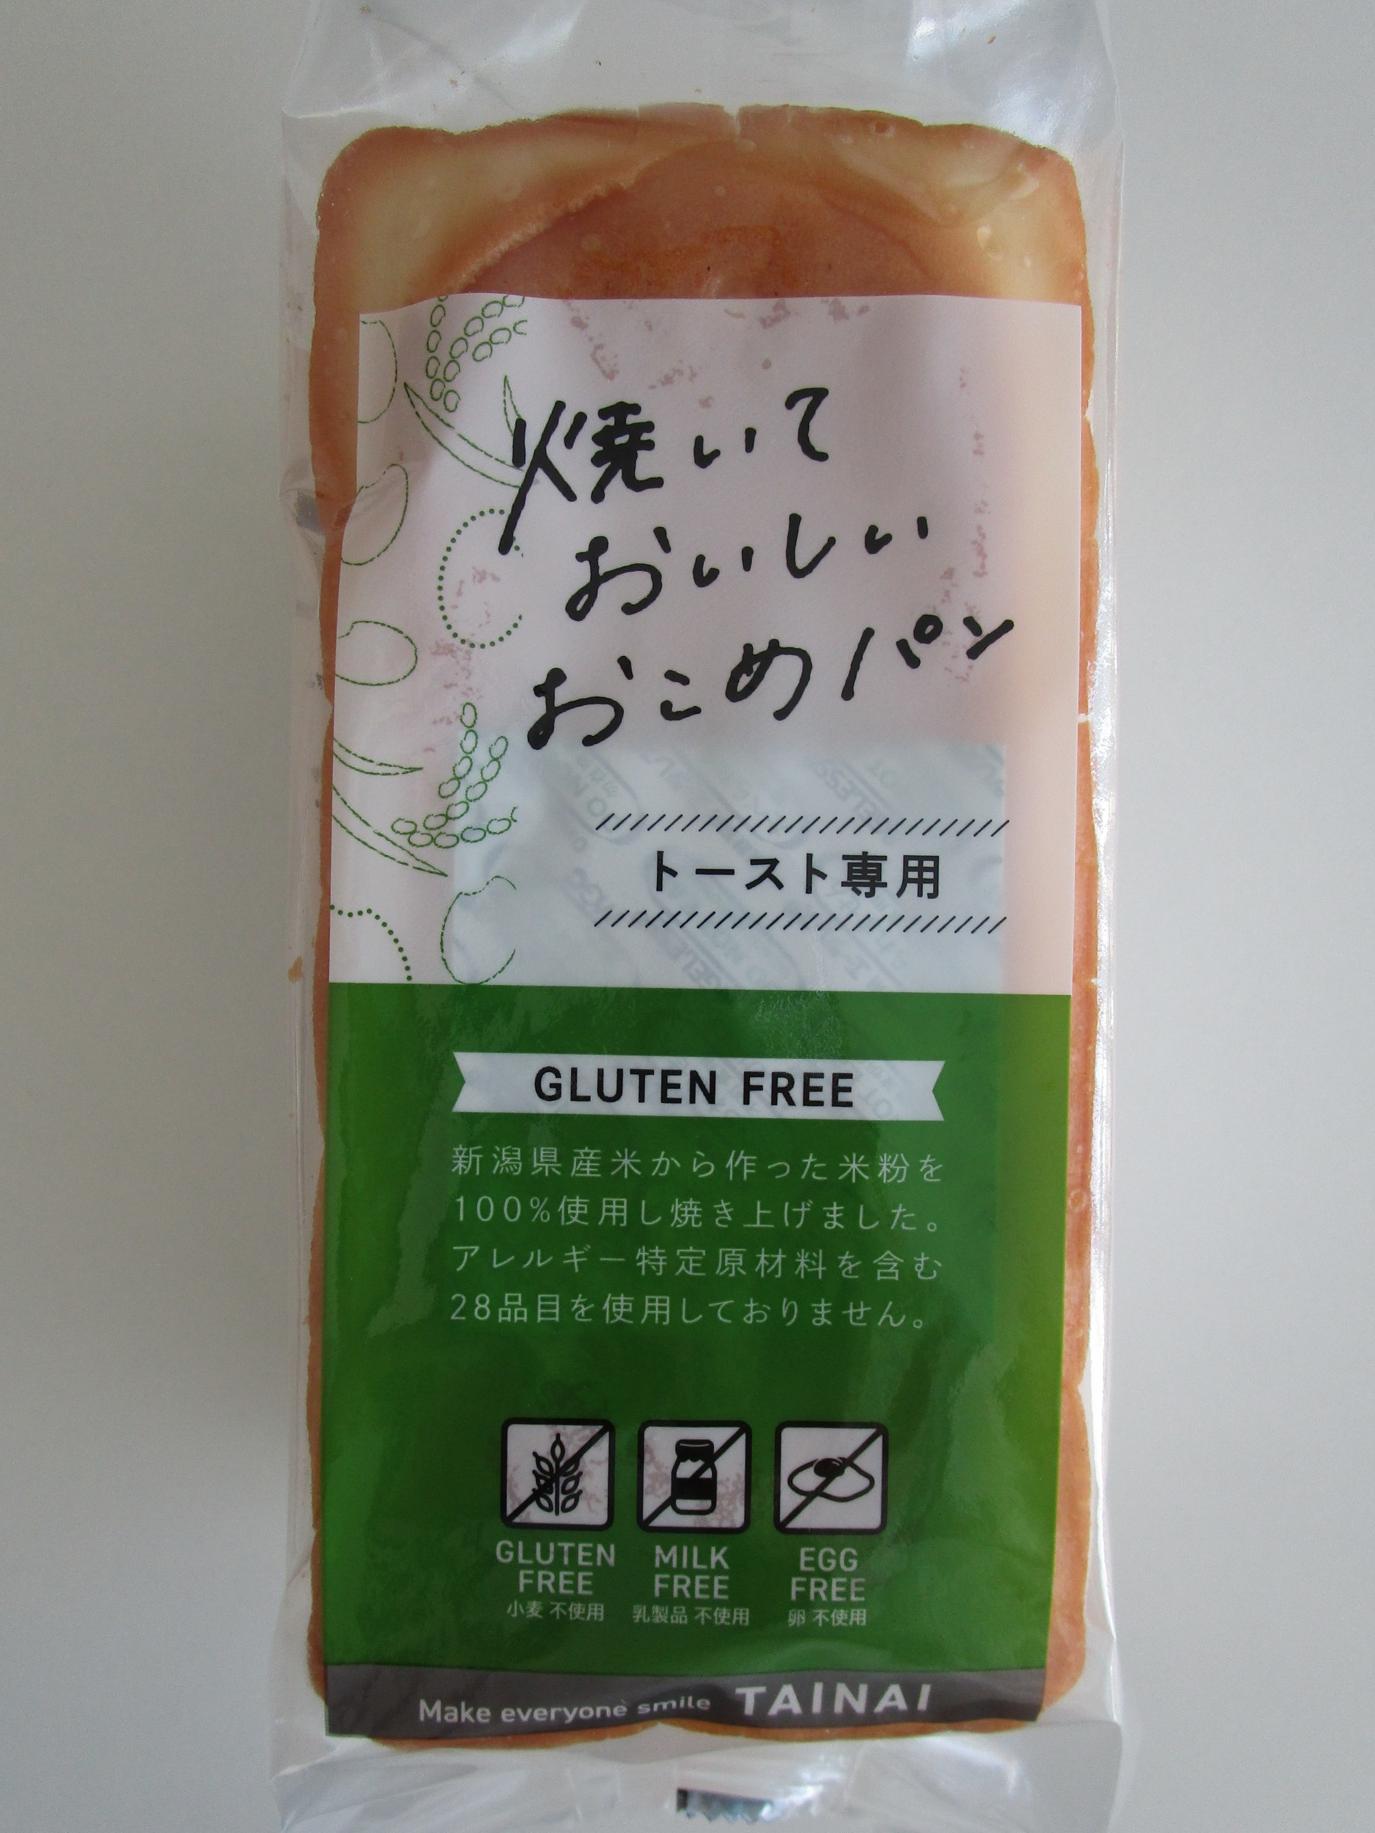 焼いて
おいしい
おこめパン
トースト専用
GLUTEN FREE
新潟県産米から作った米粉を
100%使用し焼き上げました。
アレルギー特定原材料を含む
28品目を使用しておりません。
GLUTEN FREE
小麦 不使用
MILK FREE
乳製品 不使用
EGG FREE
卵 不使用
Make everyone smile TAINAI